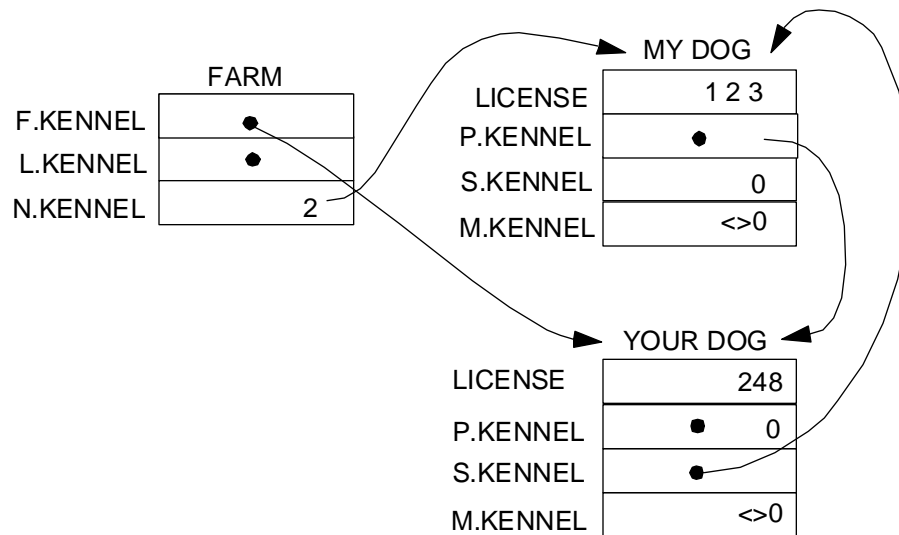 FARM
F.KENNEL
L.KENNEL
N.KENNEL 2
MY DOG
LICENSE 1 2 3
P.KENNEL
S.KENNEL 0
M.KENNEL <>0
YOUR DOG
LICENSE 248
P.KENNEL 0
S.KENNEL
M.KENNEL <>0